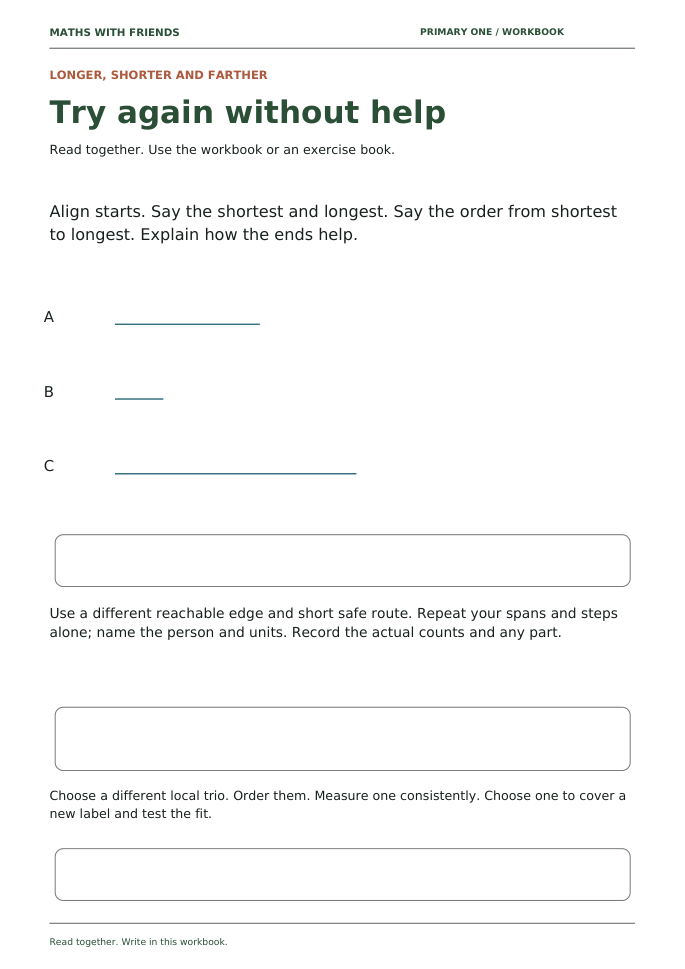 MATHS WITH FRIENDS
PRIMARY ONE / WORKBOOK
LONGER, SHORTER AND FARTHER
Try again without help
Read together. Use the workbook or an exercise book.
Align starts. Say the shortest and longest. Say the order from shortest
to longest. Explain how the ends help.
A
B
C
Use a different reachable edge and short safe route. Repeat your spans and steps
alone; name the person and units. Record the actual counts and any part.
Choose a different local trio. Order them. Measure one consistently. Choose one to cover a
new label and test the fit.
Read together. Write in this workbook.